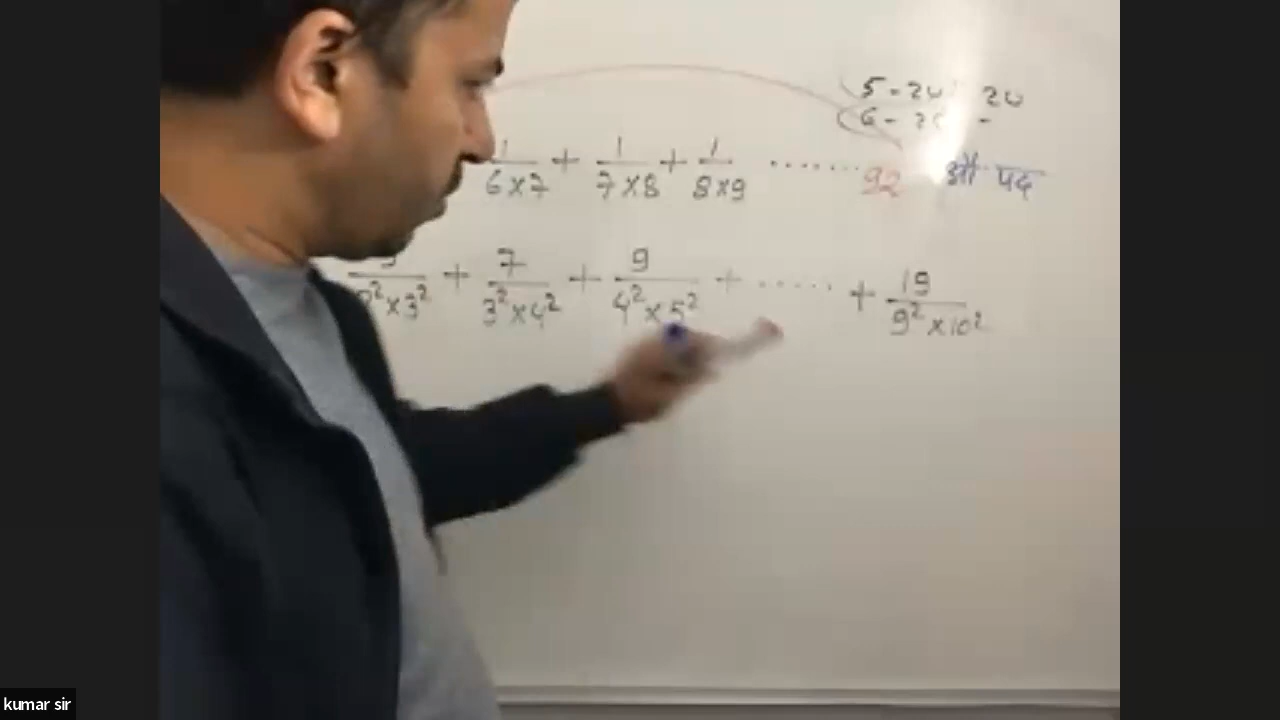 5 - 20 20
6 -
1/6×7 + 1/7×8 + 1/8×9 ........ 92 औ पद
+ 7/3²×4² + 9/4²×5² + ...... + 19/9²×10²
kumar sir